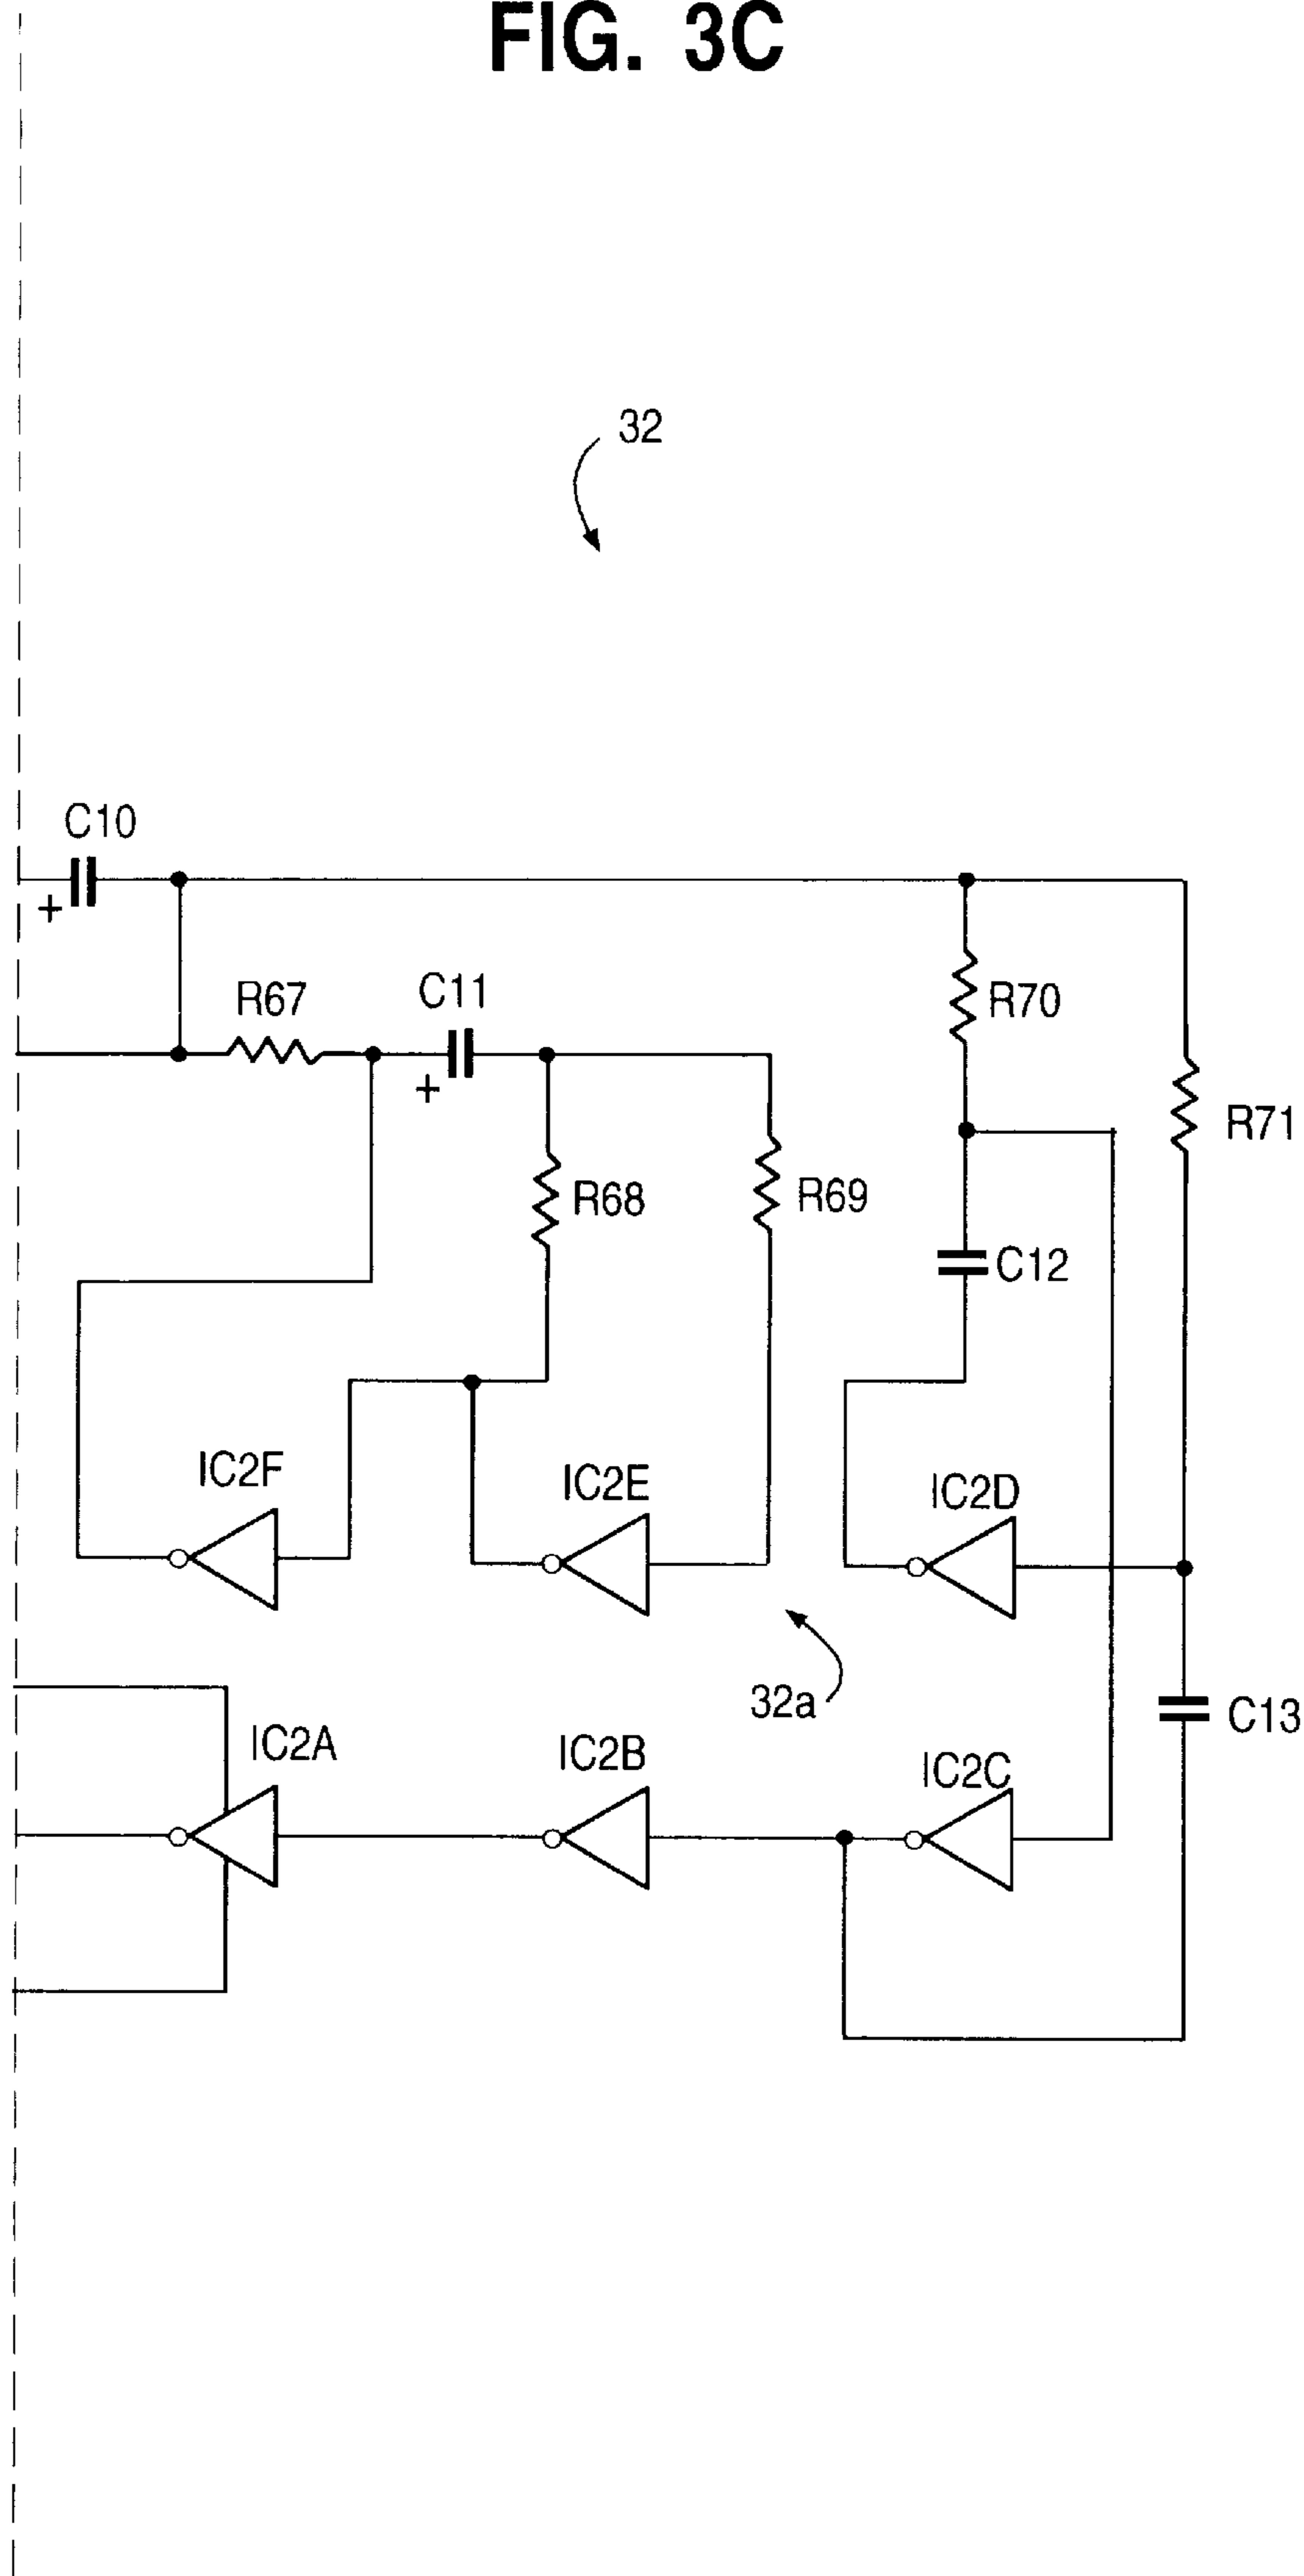 FIG. 3C
32
C10
+
R67
C11
+
R70
R71
R68
R69
C12
IC2F
IC2E
IC2D
32a
C13
IC2A
IC2B
IC2C